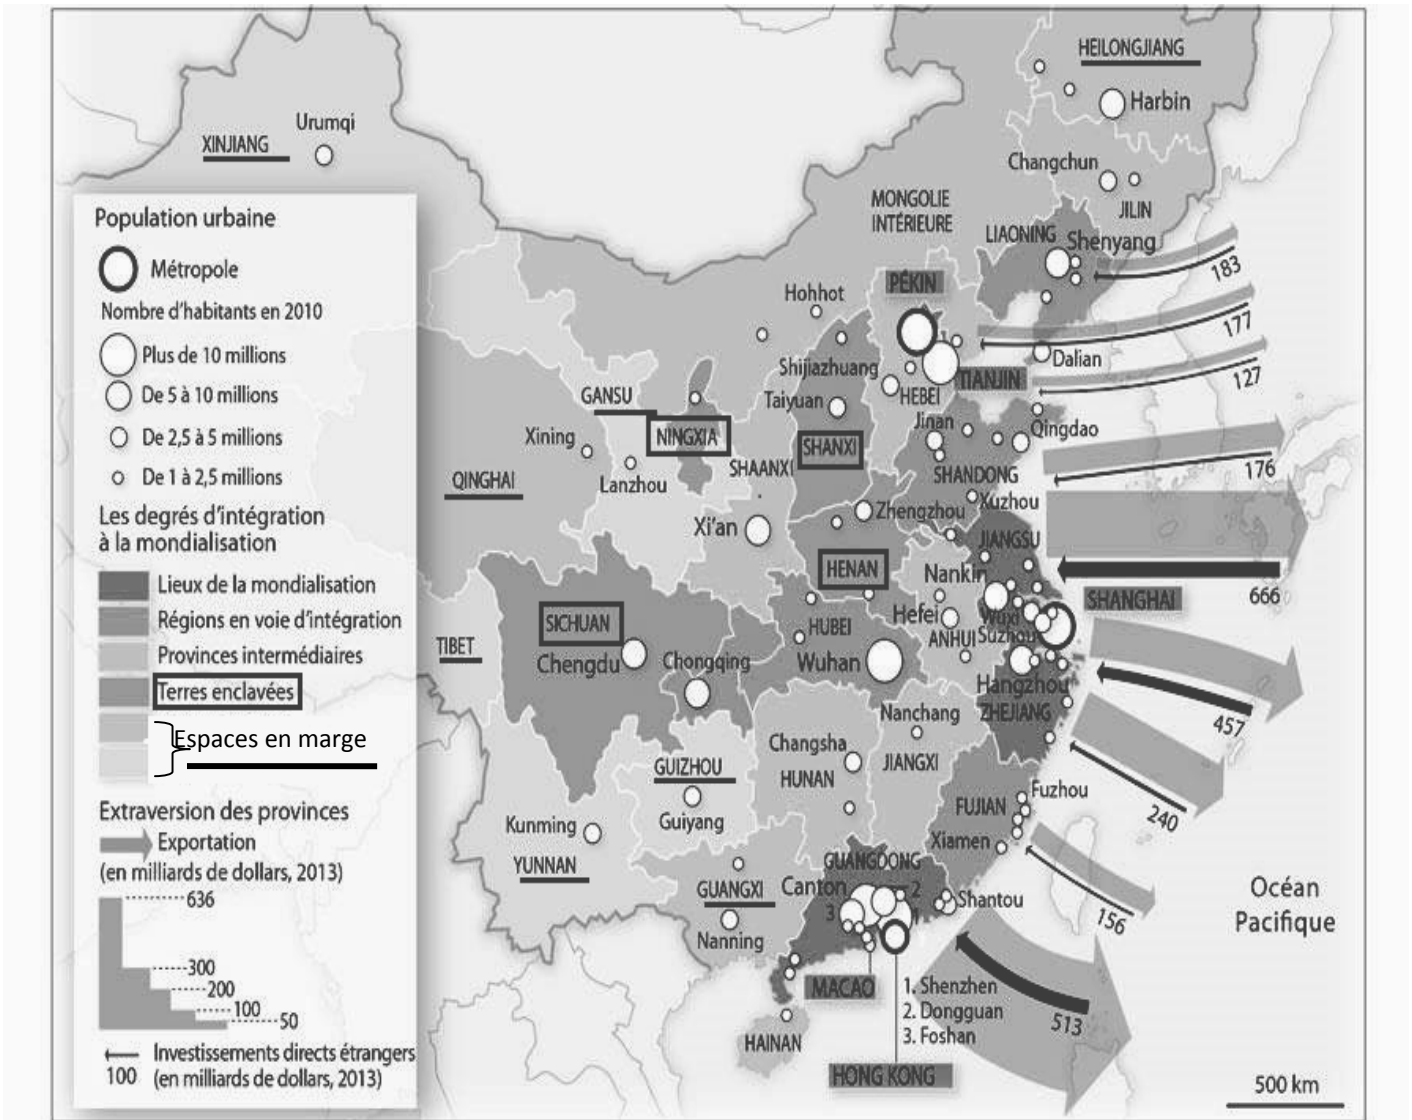 HEILONGJIANG
Harbin
Urumqi
XINJIANG
Changchun
JILIN
MONGOLIE
INTÉRIEURE
LIAONING
Shenyang
183
PÉKIN
177
Hohhot
Dalian
127
Shijiazhuang
TIANJIN
HEBEI
GANSU
Taiyuan
Jinan
Qingdao
Xining
NINGXIA
SHANXI
176
SHAANXI
SHANDONG
QINGHAI
Lanzhou
Xuzhou
Zhengzhou
Xi'an
JIANGSU
HENAN
Nankin
666
SHANGHAI
Hefei
Wuxi
SICHUAN
HUBEI
ANHUI
Suzhou
TIBET
Chengdu
Chongqing
Wuhan
Hangzhou
ZHEJIANG
457
Nanchang
Changsha
GUIZHOU
JIANGXI
HUNAN
Fuzhou
FUJIAN
240
Kunming
Guiyang
Xiamen
YUNNAN
GUANGDONG
GUANGXI
Canton
2
Shantou
3
1
156
Océan
Pacifique
Nanning
MACAO
1. Shenzhen
2. Dongguan
3. Foshan
513
HAINAN
HONG KONG
500 km
Population urbaine
Métropole
Nombre d'habitants en 2010
Plus de 10 millions
De 5 à 10 millions
De 2,5 à 5 millions
De 1 à 2,5 millions
Les degrés d'intégration
à la mondialisation
Lieux de la mondialisation
Régions en voie d'intégration
Provinces intermédiaires
Terres enclavées
Espaces en marge
Extraversion des provinces
Exportation
(en milliards de dollars, 2013)
636
300
200
100
50
Investissements directs étrangers
100 (en milliards de dollars, 2013)